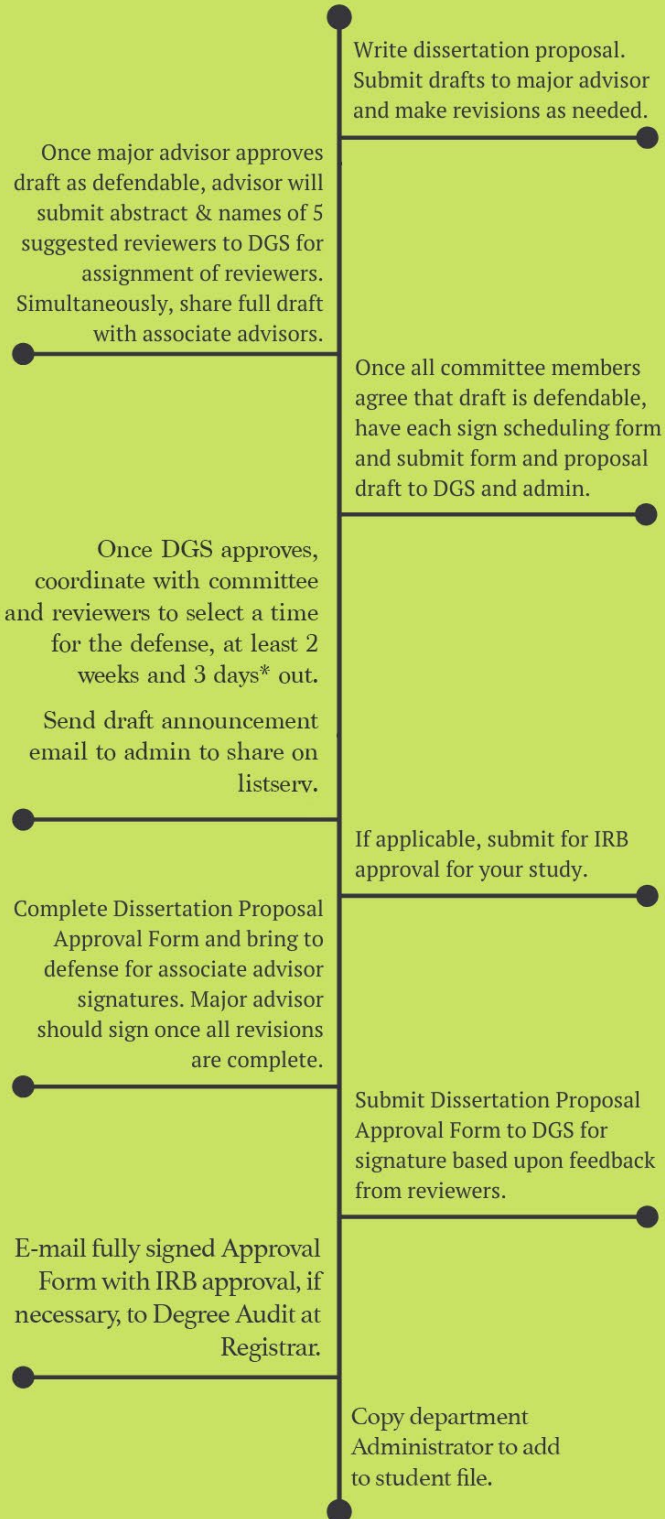 Write dissertation proposal.
Submit drafts to major advisor
and make revisions as needed.
Once major advisor approves
draft as defendable, advisor will
submit abstract & names of 5
suggested reviewers to DGS for
assignment of reviewers.
Simultaneously, share full draft
with associate advisors.
Once all committee members
agree that draft is defendable,
have each sign scheduling form
and submit form and proposal
draft to DGS and admin.
Once DGS approves,
coordinate with committee
and reviewers to select a time
for the defense, at least 2
weeks and 3 days* out.
Send draft announcement
email to admin to share on
listserv.
If applicable, submit for IRB
approval for your study.
Complete Dissertation Proposal
Approval Form and bring to
defense for associate advisor
signatures. Major advisor
should sign once all revisions
are complete.
Submit Dissertation Proposal
Approval Form to DGS for
signature based upon feedback
from reviewers.
E-mail fully signed Approval
Form with IRB approval, if
necessary, to Degree Audit at
Registrar.
Copy department
Administrator to add
to student file.